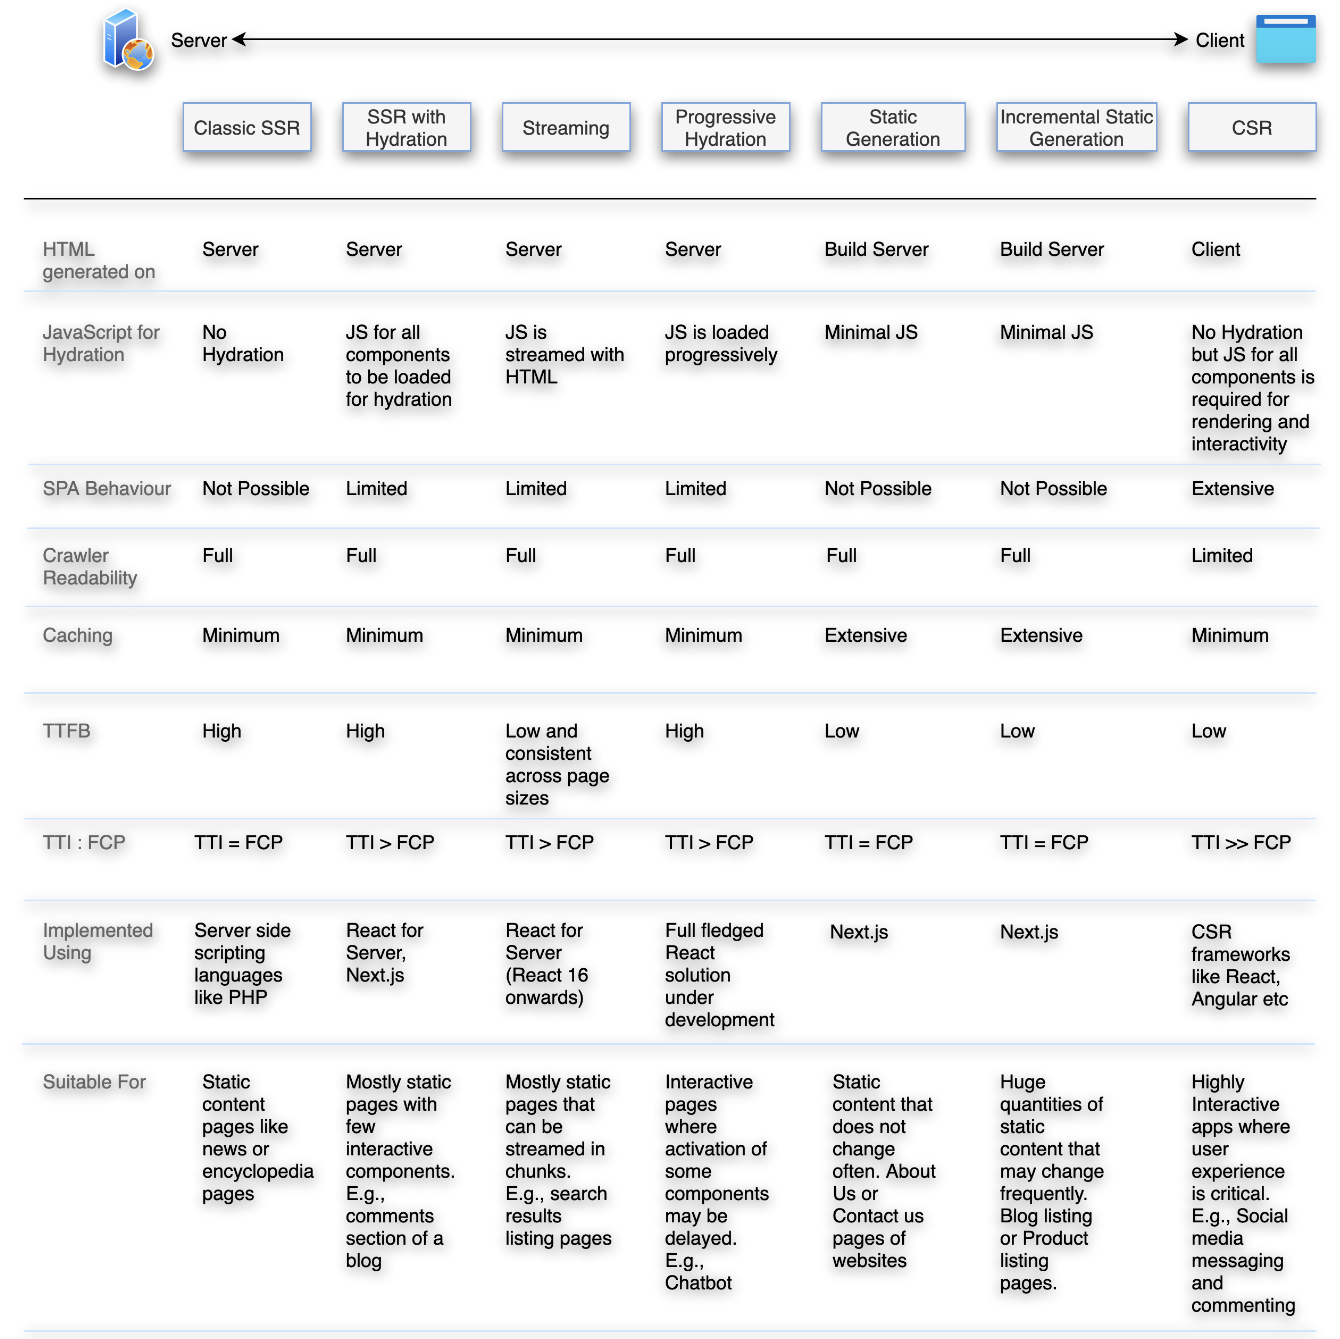 Server
Client
Classic SSR
SSR with
Hydration
Streaming
Progressive
Hydration
Static
Generation
Incremental Static
Generation
CSR
HTML
generated on
Server
Server
Server
Server
Build Server
Build Server
Client
JavaScript for
Hydration
No
Hydration
JS for all
components
to be loaded
for hydration
JS is
streamed with
HTML
JS is loaded
progressively
Minimal JS
Minimal JS
No Hydration
but JS for all
components is
required for
rendering and
interactivity
SPA Behaviour
Not Possible
Limited
Limited
Limited
Not Possible
Not Possible
Extensive
Crawler
Readability
Full
Full
Full
Full
Full
Full
Limited
Caching
Minimum
Minimum
Minimum
Minimum
Extensive
Extensive
Minimum
TTFB
High
High
Low and
consistent
across page
sizes
High
Low
Low
Low
TTI : FCP
TTI = FCP
TTI > FCP
TTI > FCP
TTI > FCP
TTI = FCP
TTI = FCP
TTI >> FCP
Implemented
Using
Server side
scripting
languages
like PHP
React for
Server,
Next.js
React for
Server
(React 16
onwards)
Full fledged
React
solution
under
development
Next.js
Next.js
CSR
frameworks
like React,
Angular etc
Suitable For
Static
content
pages like
news or
encyclopedia
pages
Mostly static
pages with
few
interactive
components.
E.g.,
comments
section of a
blog
Mostly static
pages that
can be
streamed in
chunks.
E.g., search
results
listing pages
Interactive
pages
where
activation of
some
components
may be
delayed.
E.g.,
Chatbot
Static
content that
does not
change
often. About
Us or
Contact us
pages of
websites
Huge
quantities of
static
content that
may change
frequently.
Blog listing
or Product
listing
pages.
Highly
Interactive
apps where
user
experience
is critical.
E.g., Social
media
messaging
and
commenting